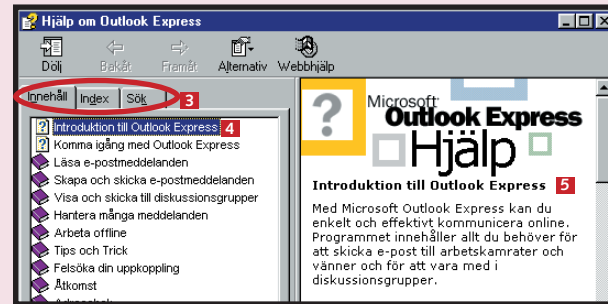 Hjälp om Outlook Express
Dölj Bakåt Framåt Alternativ Webbhjälp
Innehåll Index Sök 3
Introduktion till Outlook Express 4
Komma igång med Outlook Express
Läsa e-postmeddelanden
Skapa och skicka e-postmeddelanden
Visa och skicka till diskussionsgrupper
Hantera många meddelanden
Arbeta offline
Tips och Trick
Felsöka din uppkoppling
Åtkomst
Adressbok
Microsoft
Outlook Express
Hjälp
Introduktion till Outlook Express 5
Med Microsoft Outlook Express kan du
enkelt och effektivt kommunicera online.
Programmet innehåller allt du behöver för
att skicka e-post till arbetskamrater och
vänner och för att vara med i
diskussionsgrupper.